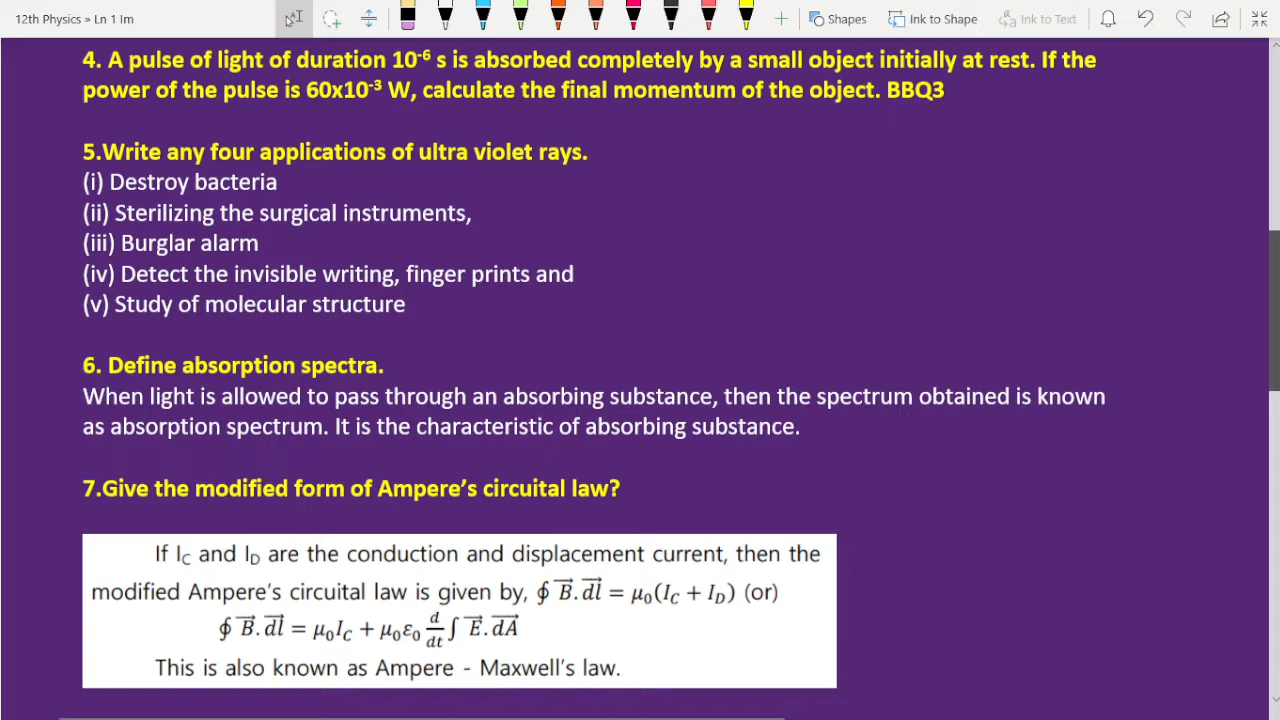 12th Physics » Ln 1 Im
Shapes
Ink to Shape
Ink to Text
4. A pulse of light of duration 10⁻⁶ s is absorbed completely by a small object initially at rest. If the
power of the pulse is 60x10⁻³ W, calculate the final momentum of the object. BBQ3
5.Write any four applications of ultra violet rays.
(i) Destroy bacteria
(ii) Sterilizing the surgical instruments,
(iii) Burglar alarm
(iv) Detect the invisible writing, finger prints and
(v) Study of molecular structure
6. Define absorption spectra.
When light is allowed to pass through an absorbing substance, then the spectrum obtained is known
as absorption spectrum. It is the characteristic of absorbing substance.
7.Give the modified form of Ampere’s circuital law?
If I_C and I_D are the conduction and displacement current, then the
modified Ampere's circuital law is given by, ∮ B⃗. d⃗l = μ₀(I_C + I_D) (or)
∮ B⃗. d⃗l = μ₀I_C + μ₀ε₀ d/dt ∫ E⃗. d⃗A
This is also known as Ampere - Maxwell's law.